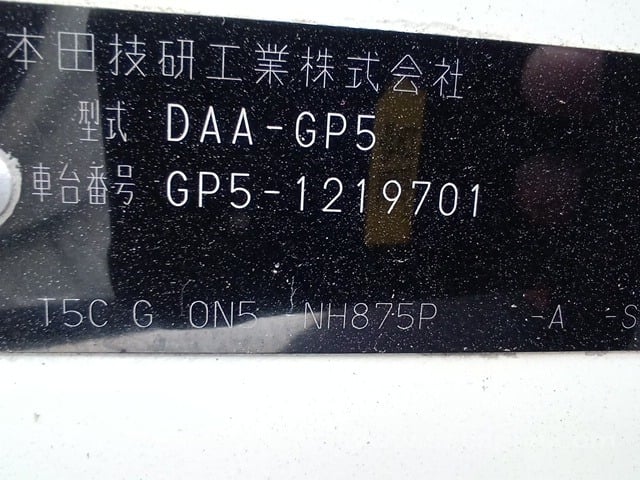 本田技研工業株式会社
型式 DAA-GP5
車台番号 GP5-1219701
T5C G 0N5 -NH875P -A -S